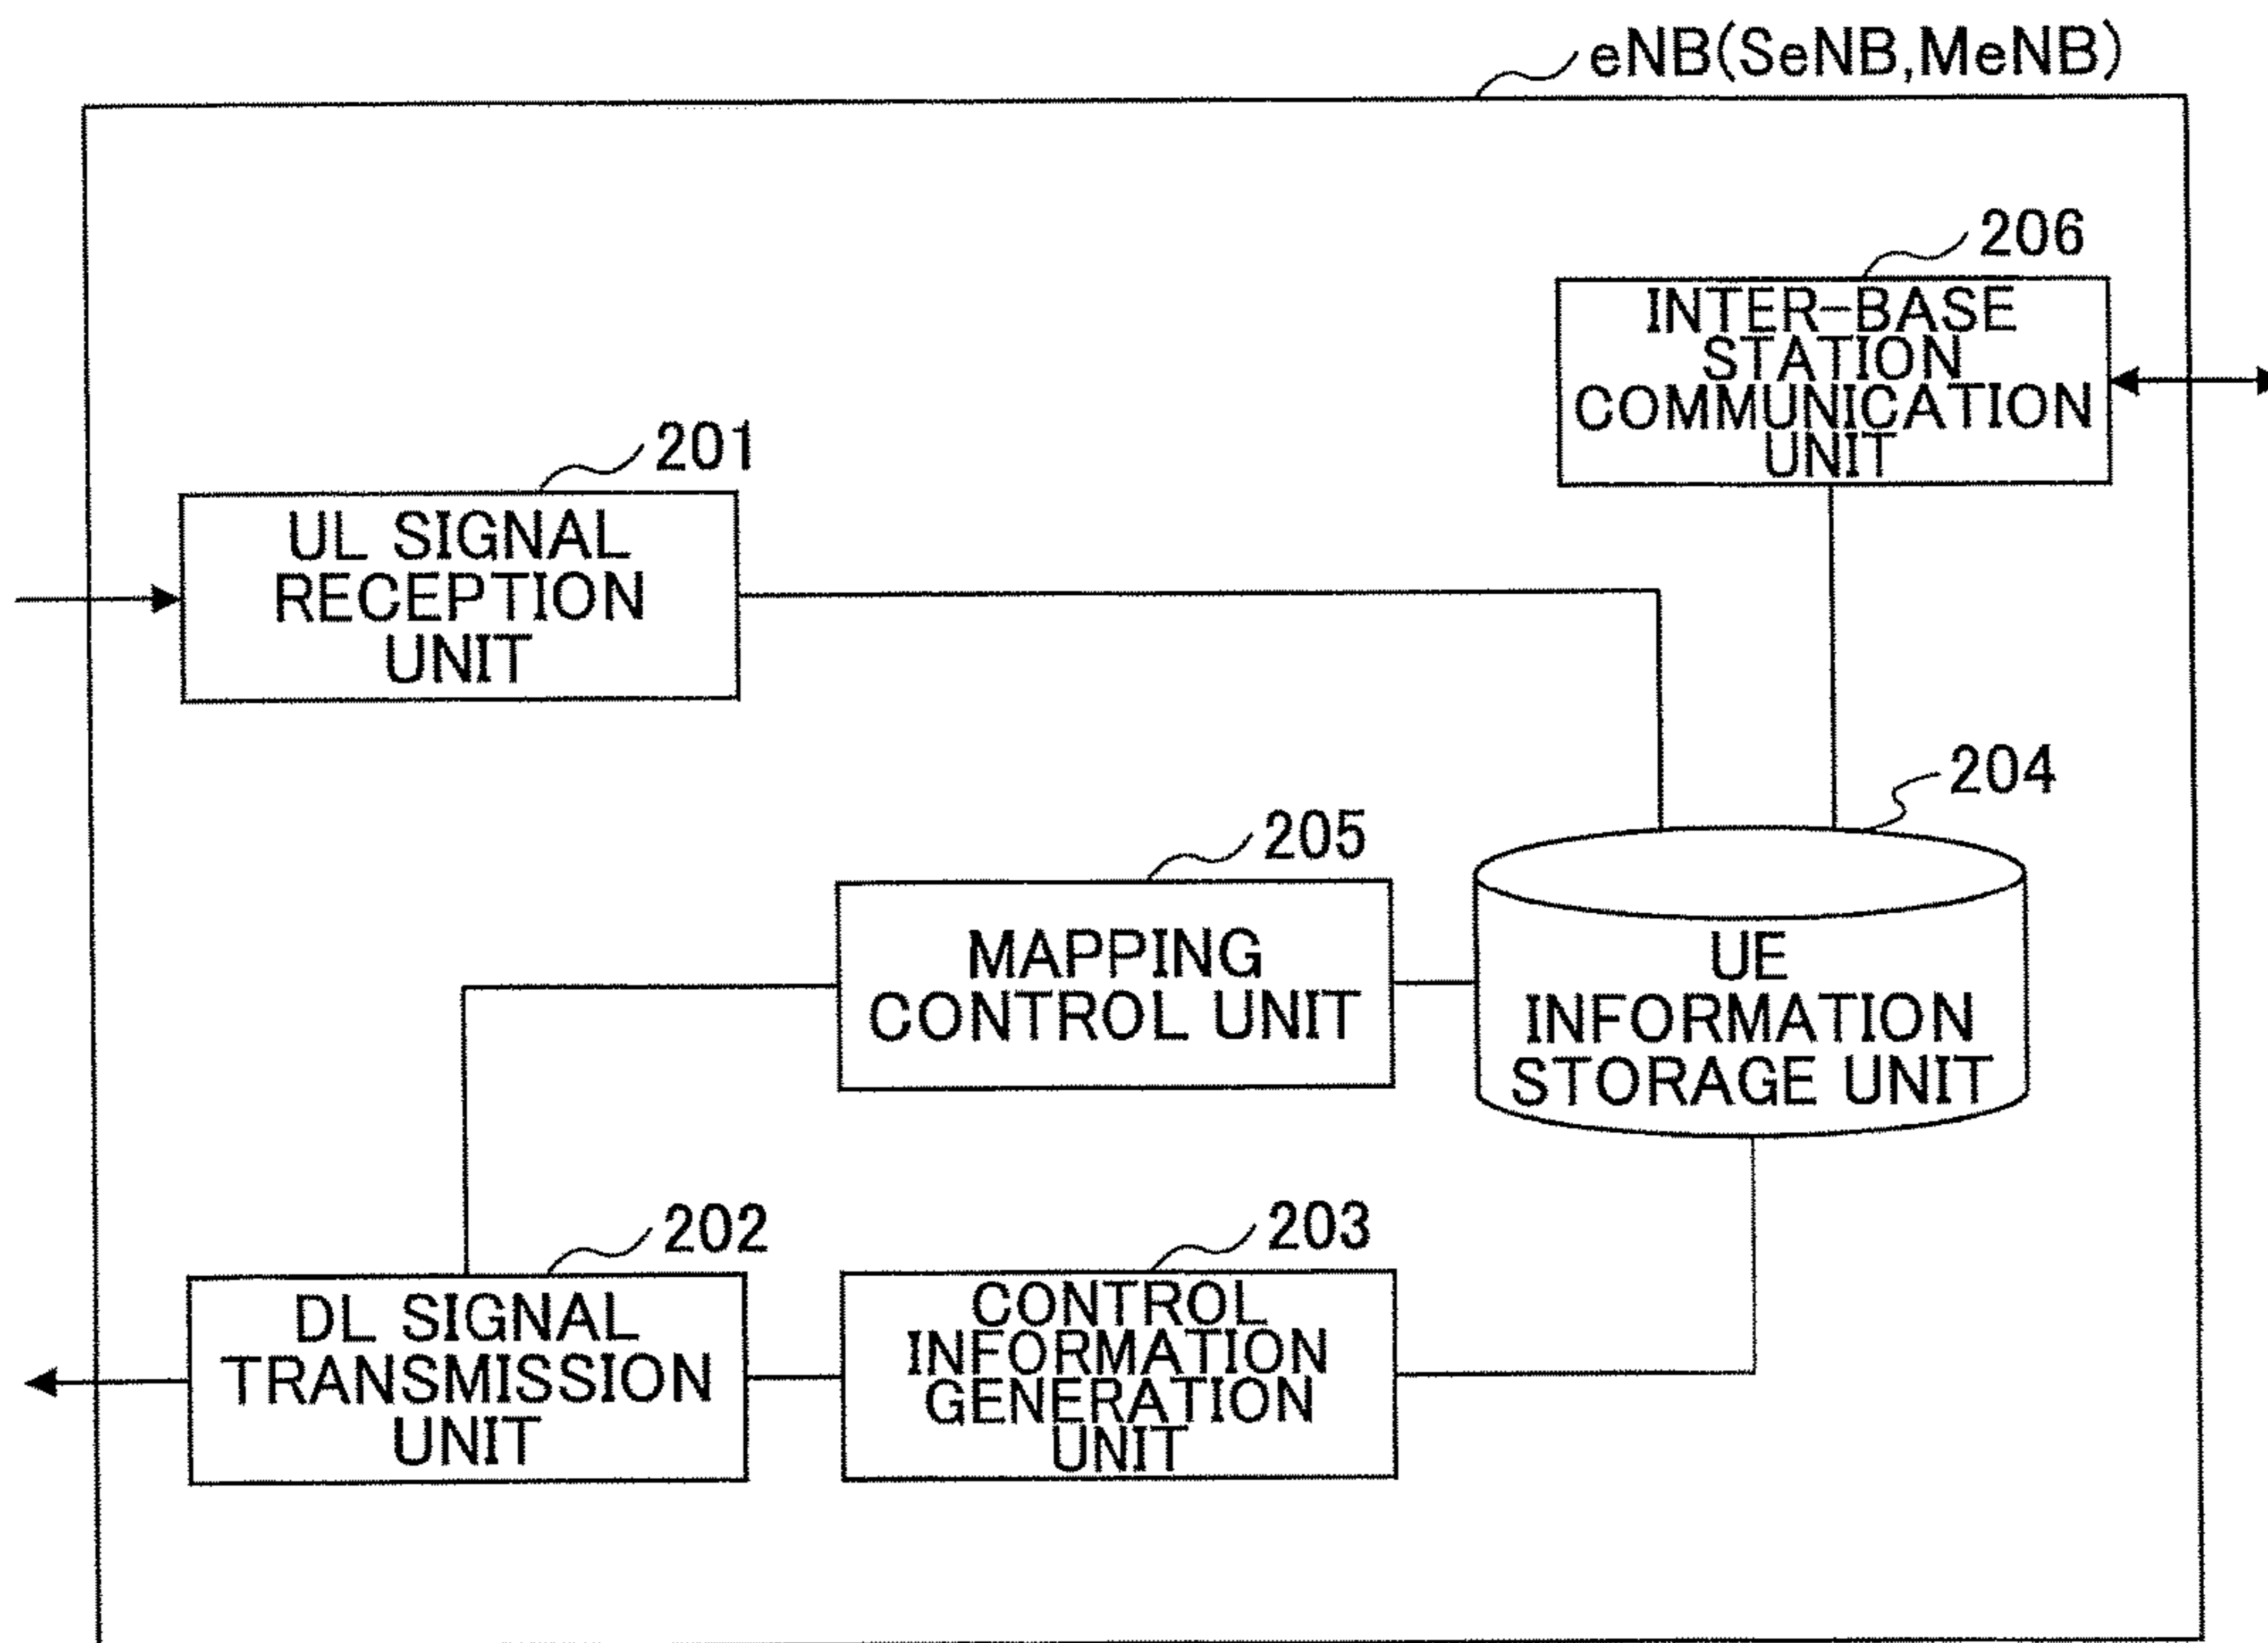 eNB(SeNB,MeNB)
206
INTER-BASE
STATION
COMMUNICATION
UNIT
201
UL SIGNAL
RECEPTION
UNIT
204
UE
INFORMATION
STORAGE UNIT
205
MAPPING
CONTROL UNIT
202
DL SIGNAL
TRANSMISSION
UNIT
203
CONTROL
INFORMATION
GENERATION
UNIT